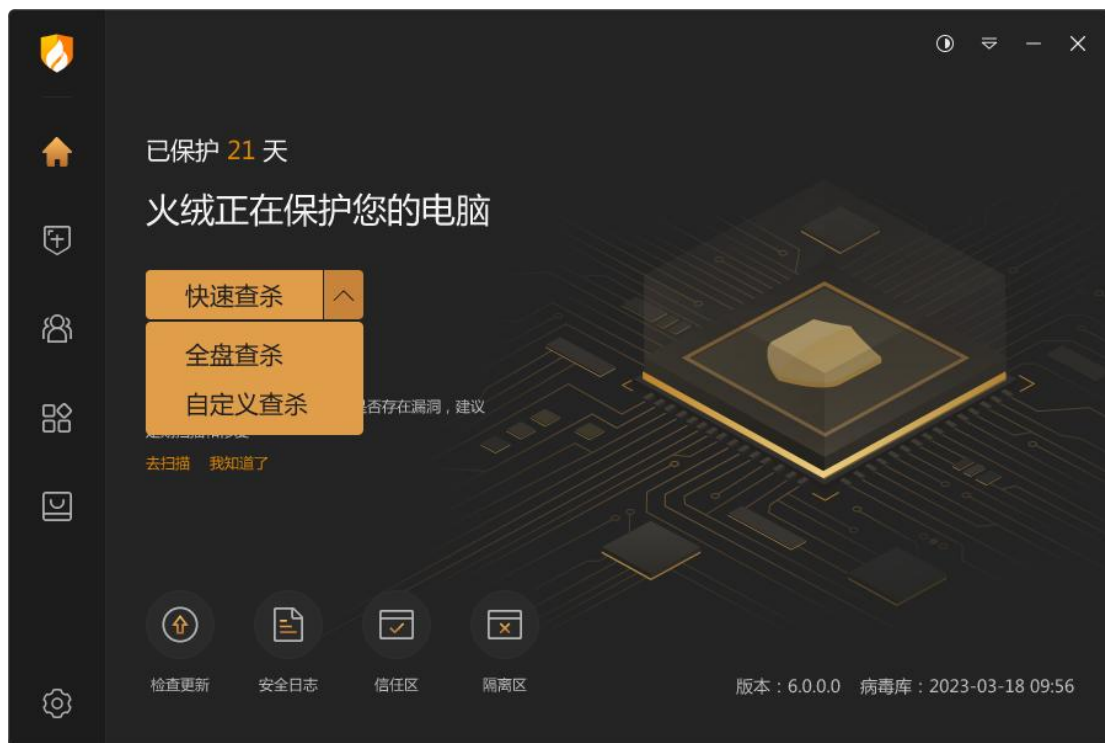 已保护 21 天
火绒正在保护您的电脑
快速查杀
全盘查杀
自定义查杀
是否存在漏洞，建议
去扫描 我知道了
检查更新 安全日志 信任区 隔离区
版本：6.0.0.0 病毒库：2023-03-18 09:56